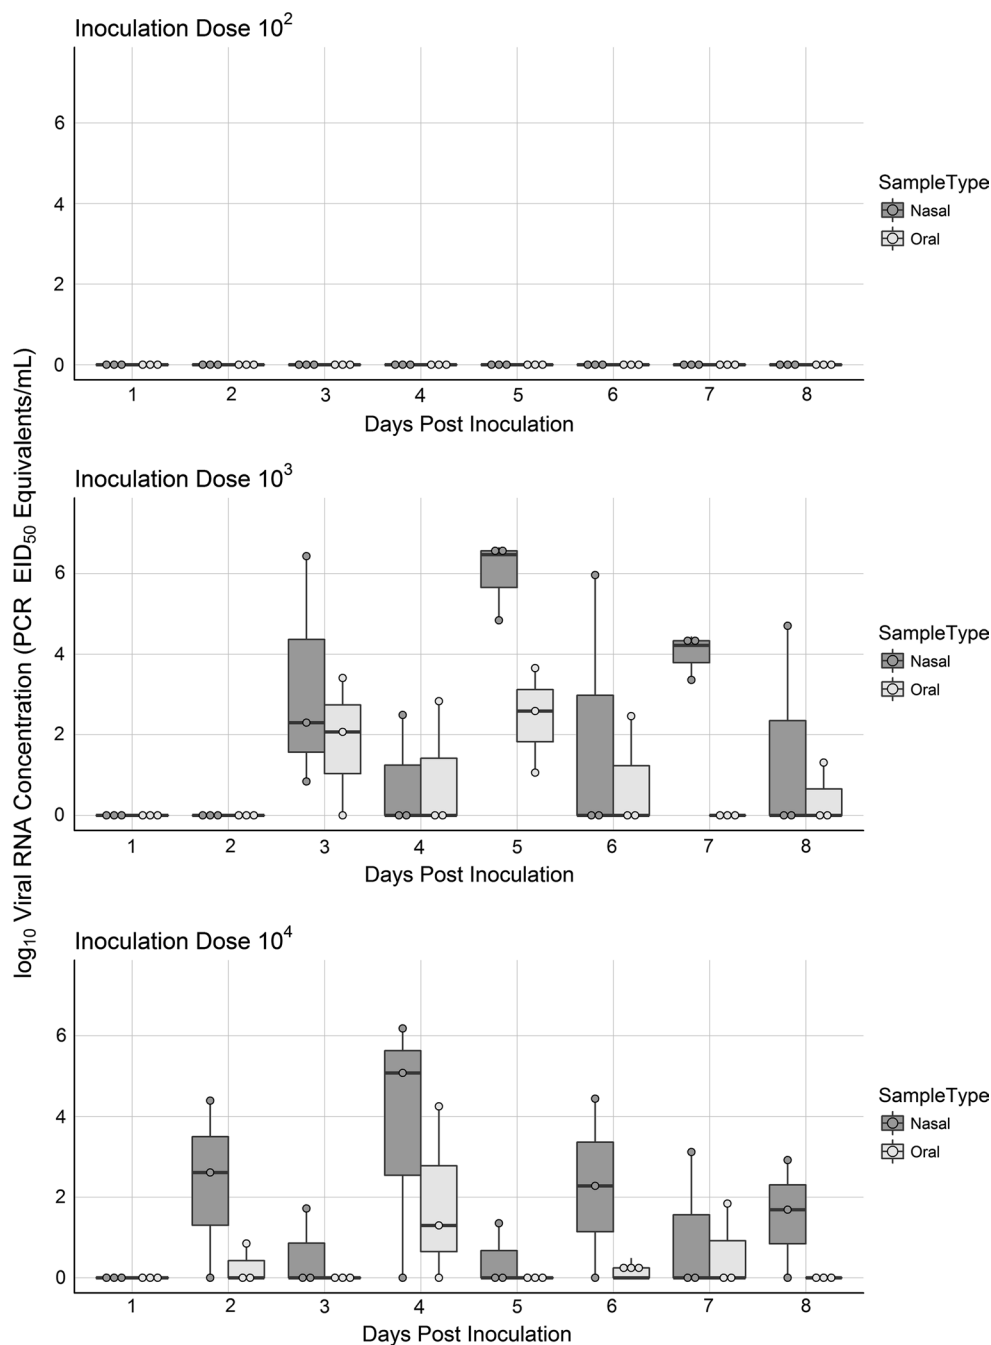 Inoculation Dose 10²
6
4
2
0
1 2 3 4 5 6 7 8
Days Post Inoculation
SampleType
Nasal
Oral
log₁₀ Viral RNA Concentration (PCR EID₅₀ Equivalents/mL)
Inoculation Dose 10³
6
4
2
0
1 2 3 4 5 6 7 8
Days Post Inoculation
SampleType
Nasal
Oral
Inoculation Dose 10⁴
6
4
2
0
1 2 3 4 5 6 7 8
Days Post Inoculation
SampleType
Nasal
Oral